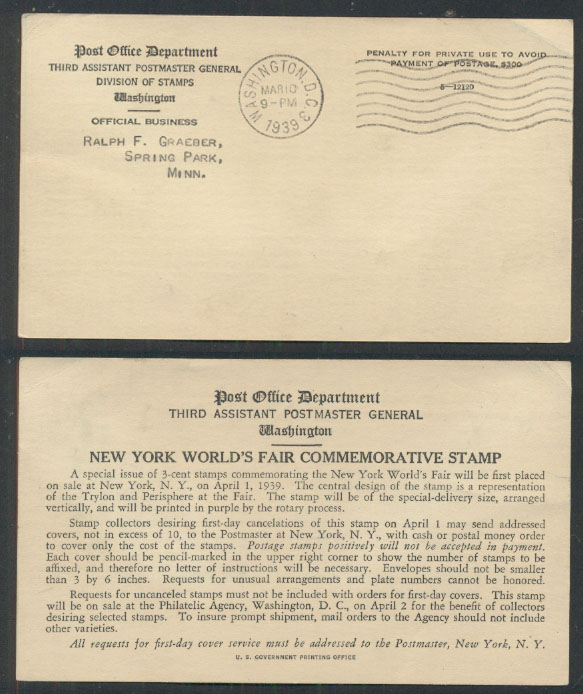 Post Office Department
THIRD ASSISTANT POSTMASTER GENERAL
DIVISION OF STAMPS
Washington
OFFICIAL BUSINESS
RALPH F. GRAEBER,
SPRING PARK,
MINN.
WASHINGTON, D.C. 3
MAR 10
9-PM
1939
PENALTY FOR PRIVATE USE TO AVOID
PAYMENT OF POSTAGE, $300
5—12120
Post Office Department
THIRD ASSISTANT POSTMASTER GENERAL
Washington
NEW YORK WORLD'S FAIR COMMEMORATIVE STAMP
A special issue of 3-cent stamps commemorating the New York World's Fair will be first placed
on sale at New York, N. Y., on April 1, 1939. The central design of the stamp is a representation
of the Trylon and Perisphere at the Fair. The stamp will be of the special-delivery size, arranged
vertically, and will be printed in purple by the rotary process.
Stamp collectors desiring first-day cancelations of this stamp on April 1 may send addressed
covers, not in excess of 10, to the Postmaster at New York, N. Y., with cash or postal money order
to cover only the cost of the stamps. Postage stamps positively will not be accepted in payment.
Each cover should be pencil-marked in the upper right corner to show the number of stamps to be
affixed, and therefore no letter of instructions will be necessary. Envelopes should not be smaller
than 3 by 6 inches. Requests for unusual arrangements and plate numbers cannot be honored.
Requests for uncanceled stamps must not be included with orders for first-day covers. This stamp
will be on sale at the Philatelic Agency, Washington, D. C., on April 2 for the benefit of collectors
desiring selected stamps. To insure prompt shipment, mail orders to the Agency should not include
other varieties.
All requests for first-day cover service must be addressed to the Postmaster, New York, N. Y.
U. S. GOVERNMENT PRINTING OFFICE